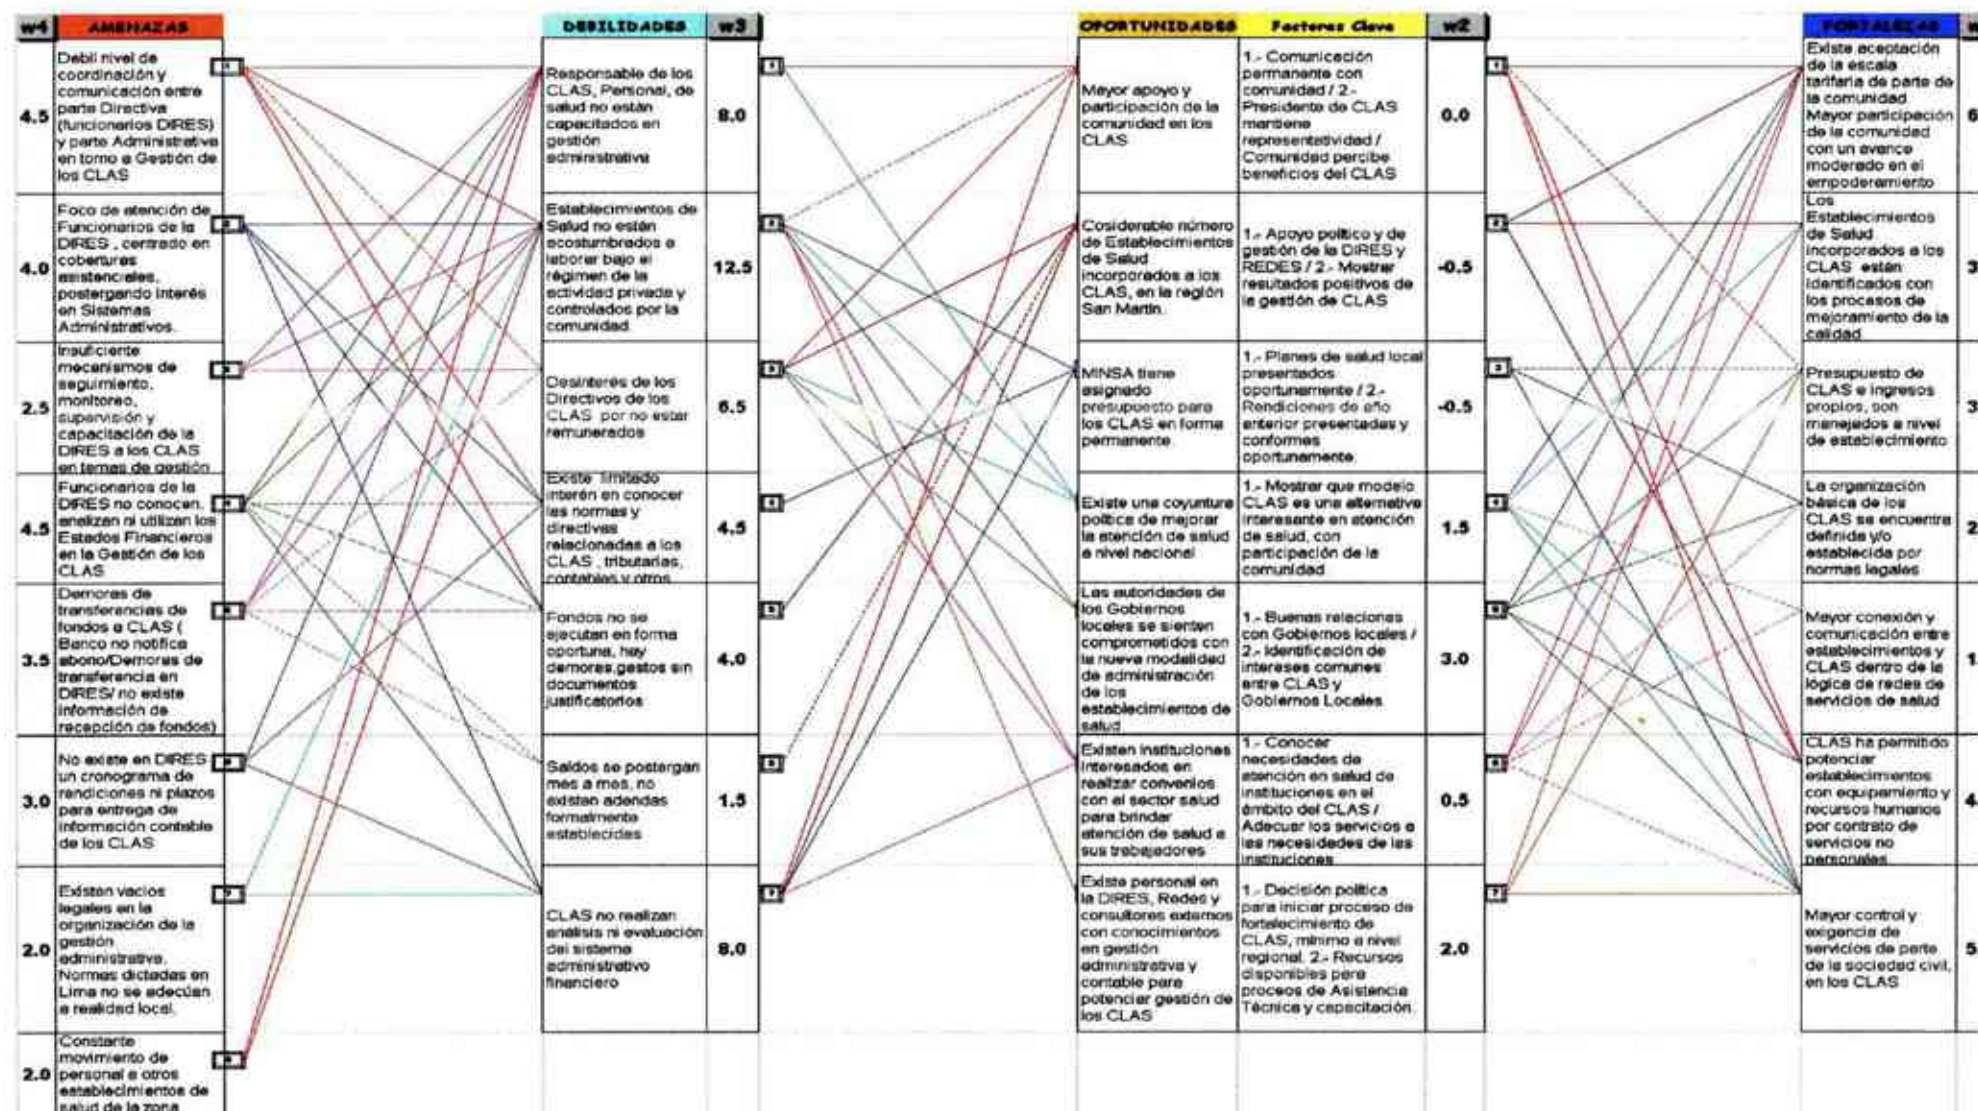 w4
AMENAZAS
DEBILIDADES
w3
OPORTUNIDADES
Factores Clave
w2
FORTALEZAS
4.5
Debil nivel de
coordinación y
comunicación entre
parte Directiva
(funcionarios DIRES)
y parte Administrativa
en torno a Gestión de
los CLAS
1
4.0
Foco de atención de
Funcionarios de la
DIRES , centrado en
coberturas
asistenciales,
postergando interés
en Sistemas
Administrativos.
2
2.5
Insuficiente
mecanismos de
seguimiento,
monitoreo,
supervisión y
capacitación de la
DIRES a los CLAS
en temas de gestión
3
4.5
Funcionarios de la
DIRES no conocen,
analizan ni utilizan los
Estados Financieros
en la Gestión de los
CLAS
4
3.5
Demoras de
transferencias de
fondos a CLAS (
Banco no notifica
abono/Demoras de
transferencia en
DIRES/ no existe
información de
recepción de fondos)
5
3.0
No existe en DIRES
un cronograma de
rendiciones ni plazos
para entrega de
información contable
de los CLAS
6
2.0
Existen vacíos
legales en la
organización de la
gestión
administrativa.
Normas dictadas en
Lima no se adecúan
a realidad local.
7
2.0
Constante
movimiento de
personal a otros
establecimientos de
salud de la zona
8
Responsable de los
CLAS, Personal, de
salud no están
capacitados en
gestión
administrativa
8.0
1
Establecimientos de
Salud no están
acostumbrados a
laborar bajo el
régimen de la
actividad privada y
controlados por la
comunidad.
12.5
2
Desinterés de los
Directivos de los
CLAS por no estar
remunerados
6.5
3
Existe limitado
interén en conocer
las normas y
directivas
relacionadas a los
CLAS , tributarias,
contables y otros
4.5
4
Fondos no se
ejecutan en forma
oportuna, hay
demoras,gastos sin
documentos
justificatorios
4.0
5
Saldos se postergan
mes a mes, no
existen adendas
formalmente
establecidas
1.5
6
CLAS no realizan
análisis ni evaluación
del sistema
administrativo
financiero
8.0
7
Mayor apoyo y
participación de la
comunidad en los
CLAS
1.- Comunicación
permanente con
comunidad / 2.-
Presidente de CLAS
mantiene
representatividad /
Comunidad percibe
beneficios del CLAS
6.0
1
Cosiderable número
de Establecimientos
de Salud
incorporados a los
CLAS, en la región
San Martín.
1.- Apoyo político y de
gestión de la DIRES y
REDES / 2.- Mostrar
resultados positivos de
la gestión de CLAS
-0.5
2
MINSA tiene
asignado
presupuesto para
los CLAS en forma
permanente
1.- Planes de salud local
presentados
oportunamente / 2.-
Rendiciones de año
anterior presentadas y
conformes
oportunamente.
-0.5
3
Existe una coyuntura
política de mejorar
la atención de salud
a nivel nacional
1.- Mostrar que modelo
CLAS es una alternativa
interesante en atención
de salud, con
participación de la
comunidad
1.5
4
Las autoridades de
los Gobiernos
locales se sienten
comprometidos con
la nueva modalidad
de administración
de los
establecimientos de
salud
1.- Buenas relaciones
con Gobiernos locales /
2.- Identificación de
intereses comunes
entre CLAS y
Gobiernos Locales
3.0
5
Existen instituciones
interesados en
realizar convenios
con el sector salud
para brindar
atención de salud a
sus trabajadores
1.- Conocer
necesidades de
atención en salud de
instituciones en el
ámbito del CLAS /
Adecuar los servicios a
las necesidades de las
instituciones
0.5
6
Existe personal en
la DIRES, Redes y
consultores externos
con conocimientos
en gestión
administrativa y
contable para
potenciar gestión de
los CLAS
1.- Decisión política
para iniciar proceso de
fortalecimiento de
CLAS, mínimo a nivel
regional. 2.- Recursos
disponibles para
proceos de Asistencia
Técnica y capacitación.
2.0
7
Existe aceptación
de la escala
tarifaria de parte de
la comunidad
Mayor participación
de la comunidad
con un avance
moderado en el
empoderamiento
Los
Establecimientos
de Salud
incorporados a los
CLAS están
identificados con
los procesos de
mejoramiento de la
calidad
Presupuesto de
CLAS e ingresos
propios, son
manejados a nivel
de establecimiento
La organización
básica de los
CLAS se encuentra
definida y/o
establecida por
normas legales
Mayor conexión y
comunicación entre
establecimientos y
CLAS dentro de la
lógica de redes de
servicios de salud
CLAS ha permitido
potenciar
establecimientos
con equipamiento y
recursos humanos
por contrato de
servicios no
personales
Mayor control y
exigencia de
servicios de parte
de la sociedad civil,
en los CLAS